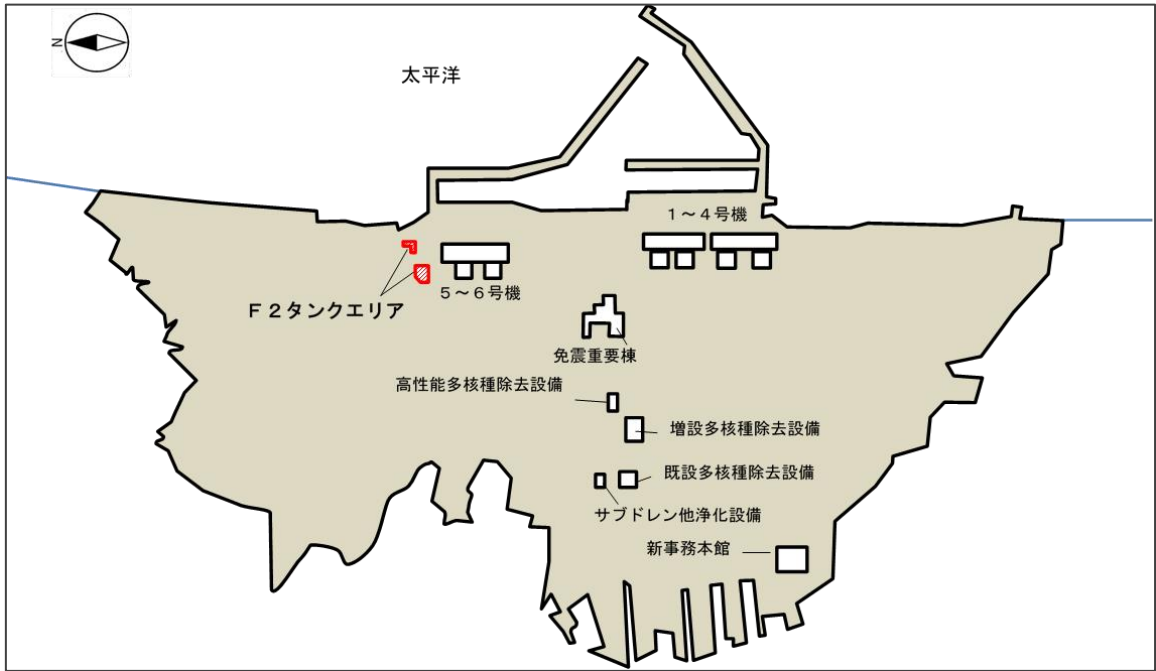 N
太平洋
１～４号機
５～６号機
Ｆ２タンクエリア
免震重要棟
高性能多核種除去設備
増設多核種除去設備
既設多核種除去設備
サブドレン他浄化設備
新事務本館